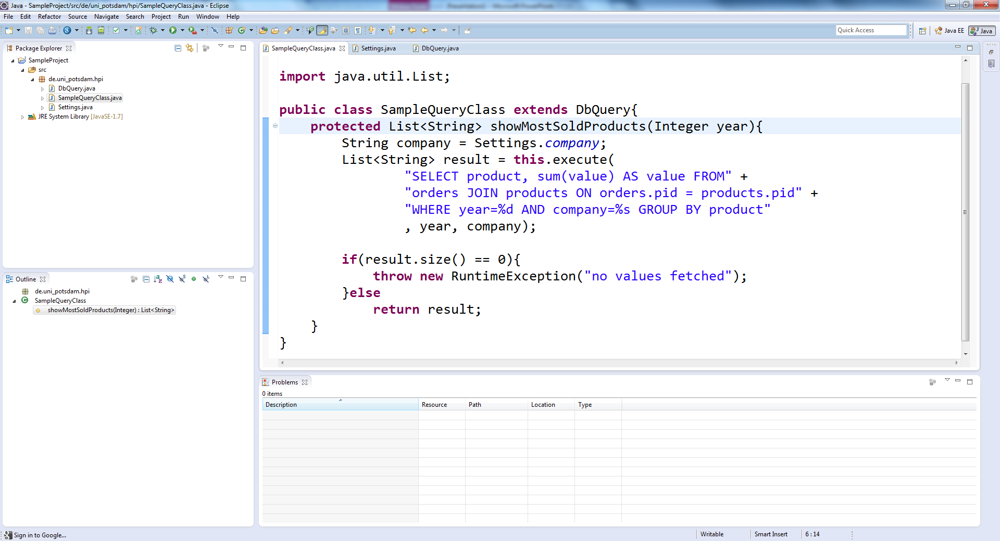 Java - SampleProject/src/de/uni_potsdam/hpi/SampleQueryClass.java - Eclipse
File Edit Refactor Source Navigate Search Project Run Window Help
Quick Access
Java EE
Java
Package Explorer
SampleProject
src
de.uni_potsdam.hpi
DbQuery.java
SampleQueryClass.java
Settings.java
JRE System Library [JavaSE-1.7]
Outline
de.uni_potsdam.hpi
SampleQueryClass
showMostSoldProducts(Integer) : List<String>
SampleQueryClass.java Settings.java DbQuery.java
import java.util.List;
public class SampleQueryClass extends DbQuery{
protected List<String> showMostSoldProducts(Integer year){
String company = Settings.company;
List<String> result = this.execute(
"SELECT product, sum(value) AS value FROM" +
"orders JOIN products ON orders.pid = products.pid" +
"WHERE year=%d AND company=%s GROUP BY product"
, year, company);
if(result.size() == 0){
throw new RuntimeException("no values fetched");
}else
return result;
}
}
Problems
0 items
Description Resource Path Location Type
Sign in to Google...
Writable Smart Insert 6 : 14